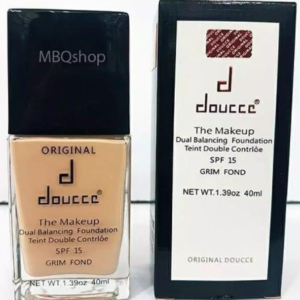 MBQshop
ORIGINAL
d
doucce®
The Makeup
Dual Balancing Foundation
Teint Double Contrlôe
SPF 15
GRIM FOND
NET WT.1.39oz 40ml
d
doucce®
The Makeup
Dual Balancing Foundation
Teint Double Contrlôe
SPF 15
GRIM FOND
NET WT.1.39oz 40ml
ORIGINAL DOUCCE